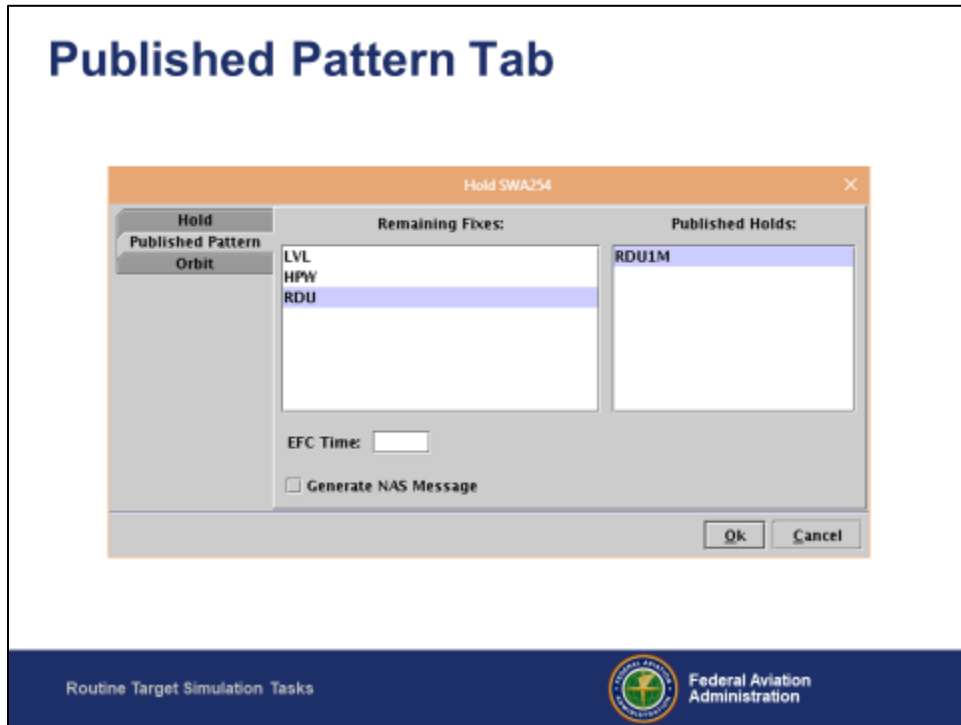 Published Pattern Tab
Hold SWA254
Hold
Published Pattern
Orbit
Remaining Fixes:
LVL
HPW
RDU
Published Holds:
RDU1M
EFC Time:
Generate NAS Message
Ok
Cancel
Routine Target Simulation Tasks
Federal Aviation
Administration